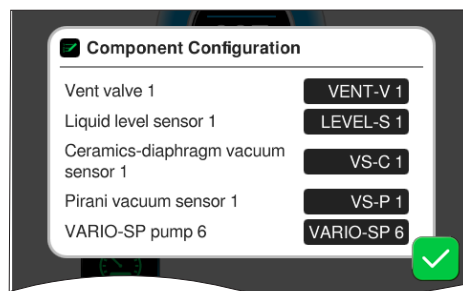 Component Configuration
Vent valve 1 VENT-V 1
Liquid level sensor 1 LEVEL-S 1
Ceramics-diaphragm vacuum
sensor 1 VS-C 1
Pirani vacuum sensor 1 VS-P 1
VARIO-SP pump 6 VARIO-SP 6